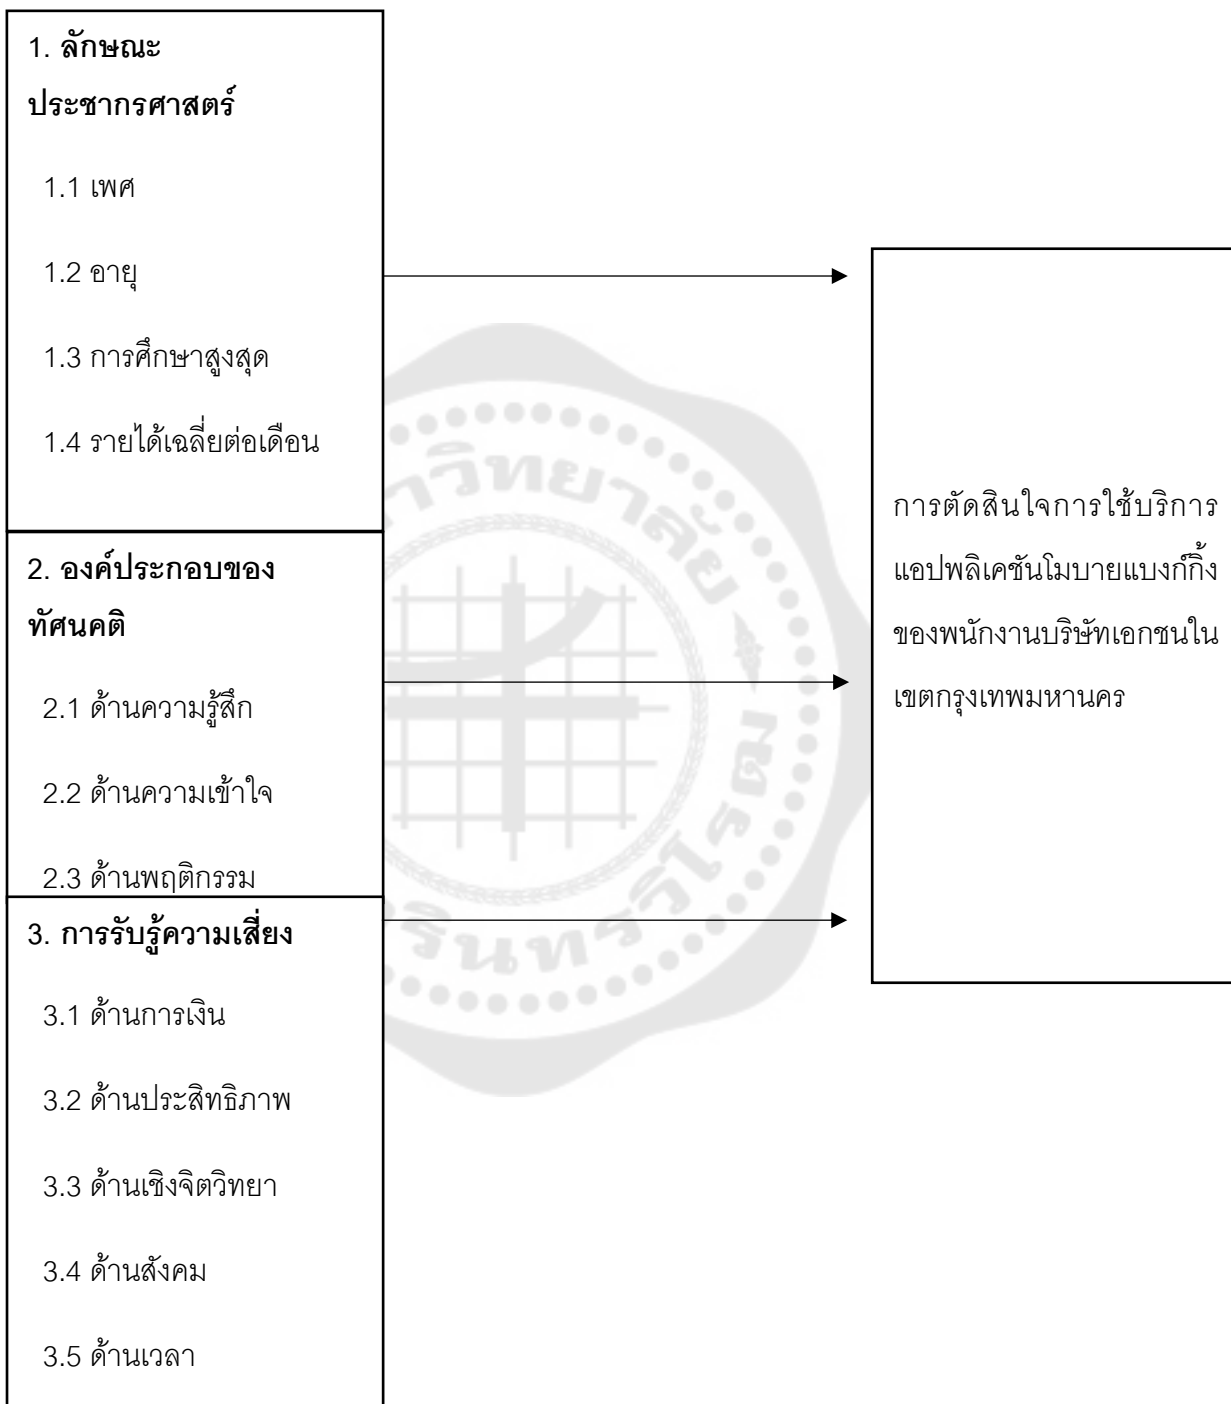 1. ลักษณะ
ประชากรศาสตร์
1.1 เพศ
1.2 อายุ
1.3 การศึกษาสูงสุด
1.4 รายได้เฉลี่ยต่อเดือน
2. องค์ประกอบของ
ทัศนคติ
2.1 ด้านความรู้สึก
2.2 ด้านความเข้าใจ
2.3 ด้านพฤติกรรม
3. การรับรู้ความเสี่ยง
3.1 ด้านการเงิน
3.2 ด้านประสิทธิภาพ
3.3 ด้านเชิงจิตวิทยา
3.4 ด้านสังคม
3.5 ด้านเวลา
การตัดสินใจการใช้บริการ
แอปพลิเคชันโมบายแบงก์กิ้ง
ของพนักงานบริษัทเอกชนใน
เขตกรุงเทพมหานคร